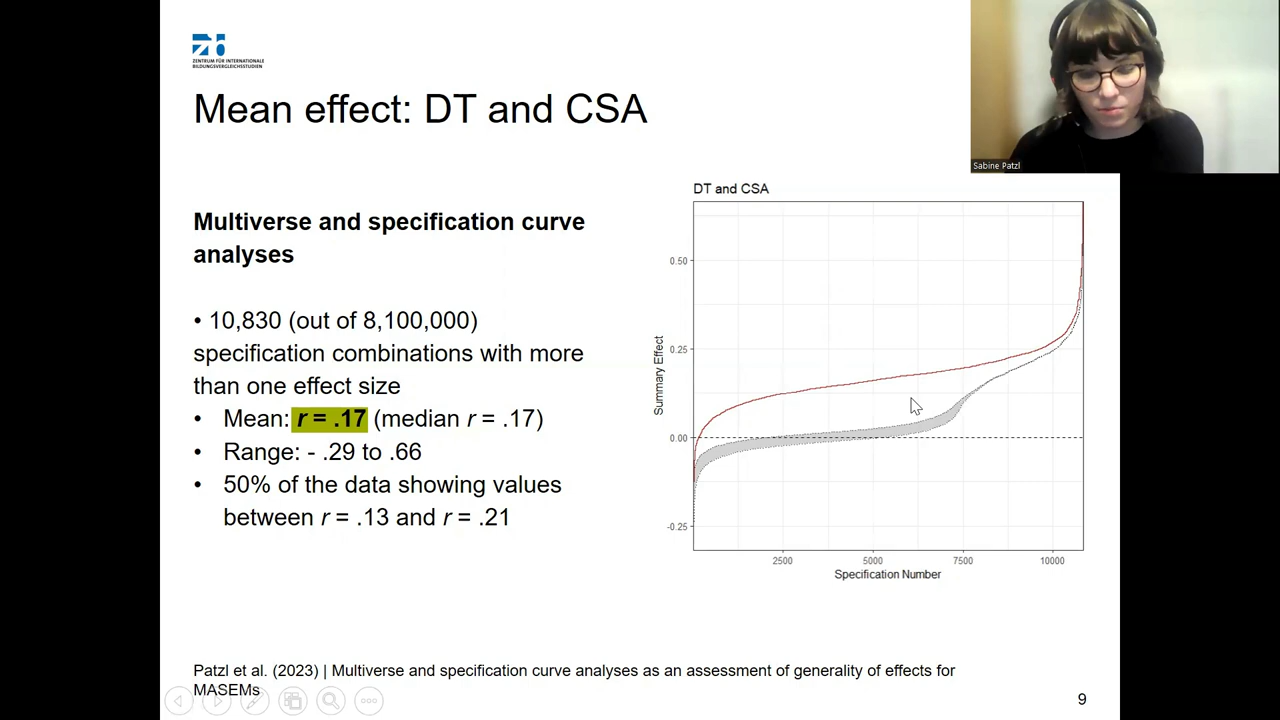 ZENTRUM FÜR INTERNATIONALE
BILDUNGSVERGLEICHSSTUDIEN
Mean effect: DT and CSA
Sabine Patzl
Multiverse and specification curve
analyses
• 10,830 (out of 8,100,000)
specification combinations with more
than one effect size
• Mean: r = .17 (median r = .17)
• Range: - .29 to .66
• 50% of the data showing values
between r = .13 and r = .21
DT and CSA
Summary Effect
0.50
0.25
0.00
-0.25
2500 5000 7500 10000
Specification Number
Patzl et al. (2023) | Multiverse and specification curve analyses as an assessment of generality of effects for
MASEMs
9